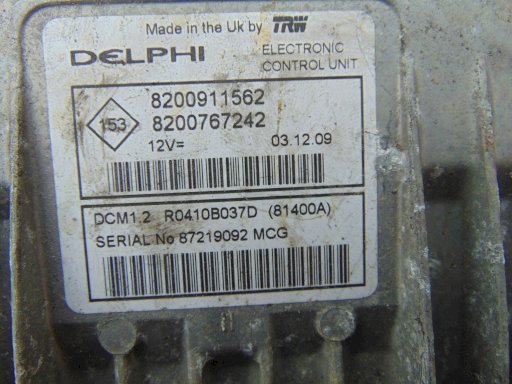 Made in the Uk by TRW
DELPHI
ELECTRONIC
CONTROL UNIT
153
8200911562
8200767242
12V= 03.12.09
DCM1.2 R0410B037D (81400A)
SERIAL No 87219092 MCG